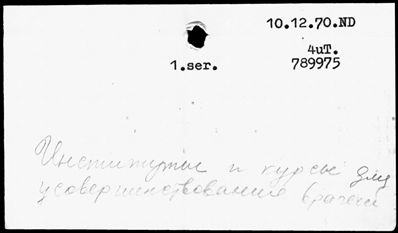 10.12.70.ND
4uT.
1.ser. 789975
Институты и курсы для
усовершенствования врачей